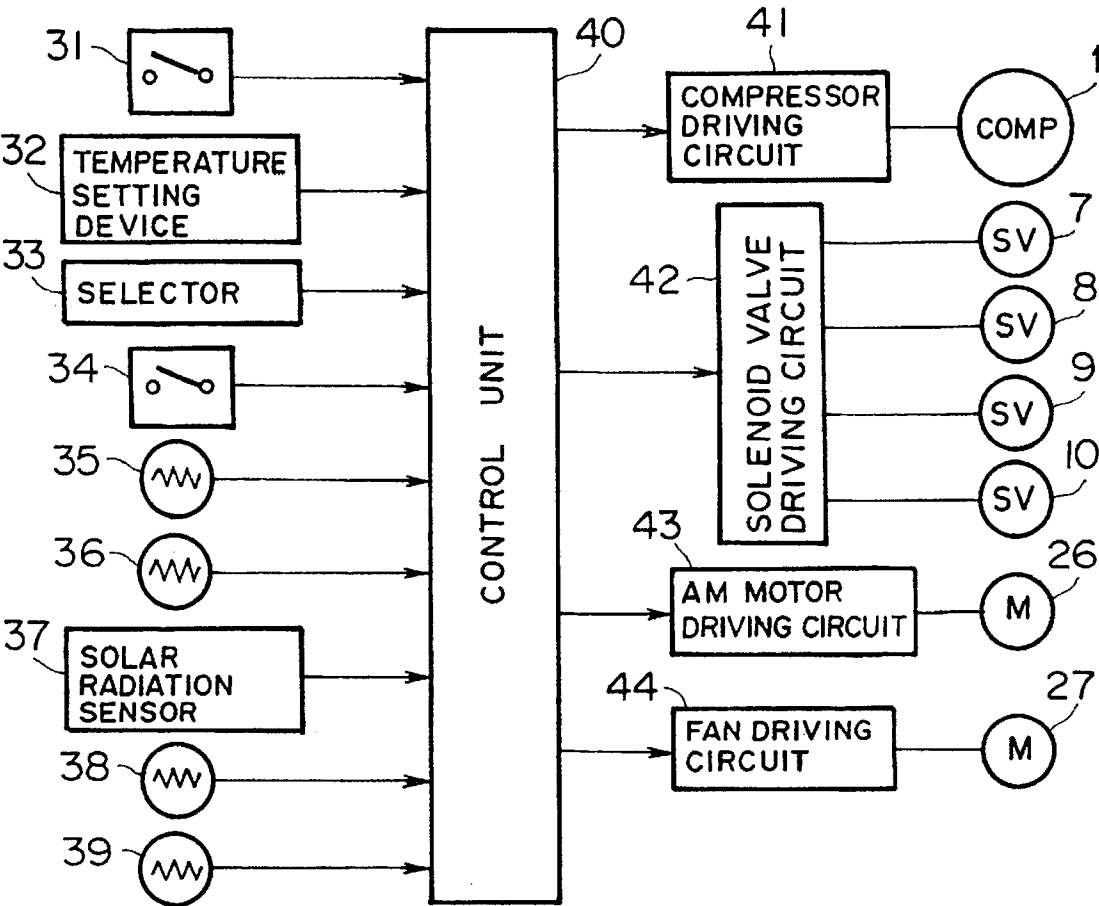 31
32
TEMPERATURE
SETTING
DEVICE
33
SELECTOR
34
35
36
37
SOLAR
RADIATION
SENSOR
38
39
40
CONTROL UNIT
41
COMPRESSOR
DRIVING
CIRCUIT
1
COMP
42
SOLENOID VALVE
DRIVING CIRCUIT
7
SV
8
SV
9
SV
10
SV
43
AM MOTOR
DRIVING CIRCUIT
26
M
44
FAN DRIVING
CIRCUIT
27
M